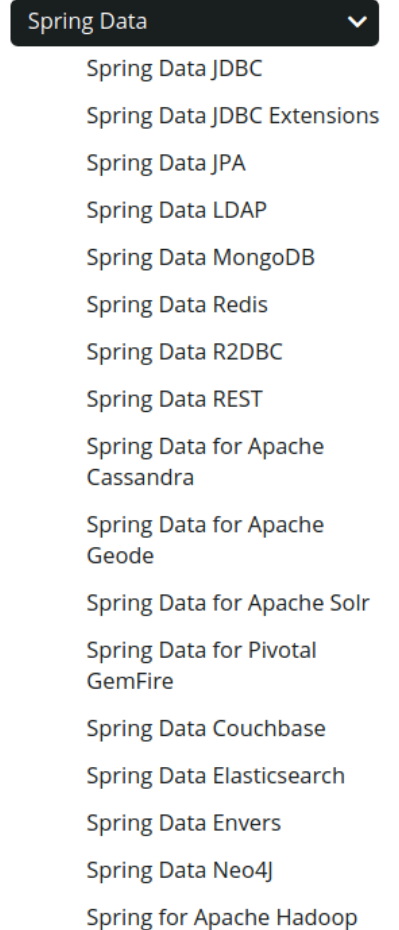 Spring Data
Spring Data JDBC
Spring Data JDBC Extensions
Spring Data JPA
Spring Data LDAP
Spring Data MongoDB
Spring Data Redis
Spring Data R2DBC
Spring Data REST
Spring Data for Apache
Cassandra
Spring Data for Apache
Geode
Spring Data for Apache Solr
Spring Data for Pivotal
GemFire
Spring Data Couchbase
Spring Data Elasticsearch
Spring Data Envers
Spring Data Neo4J
Spring for Apache Hadoop